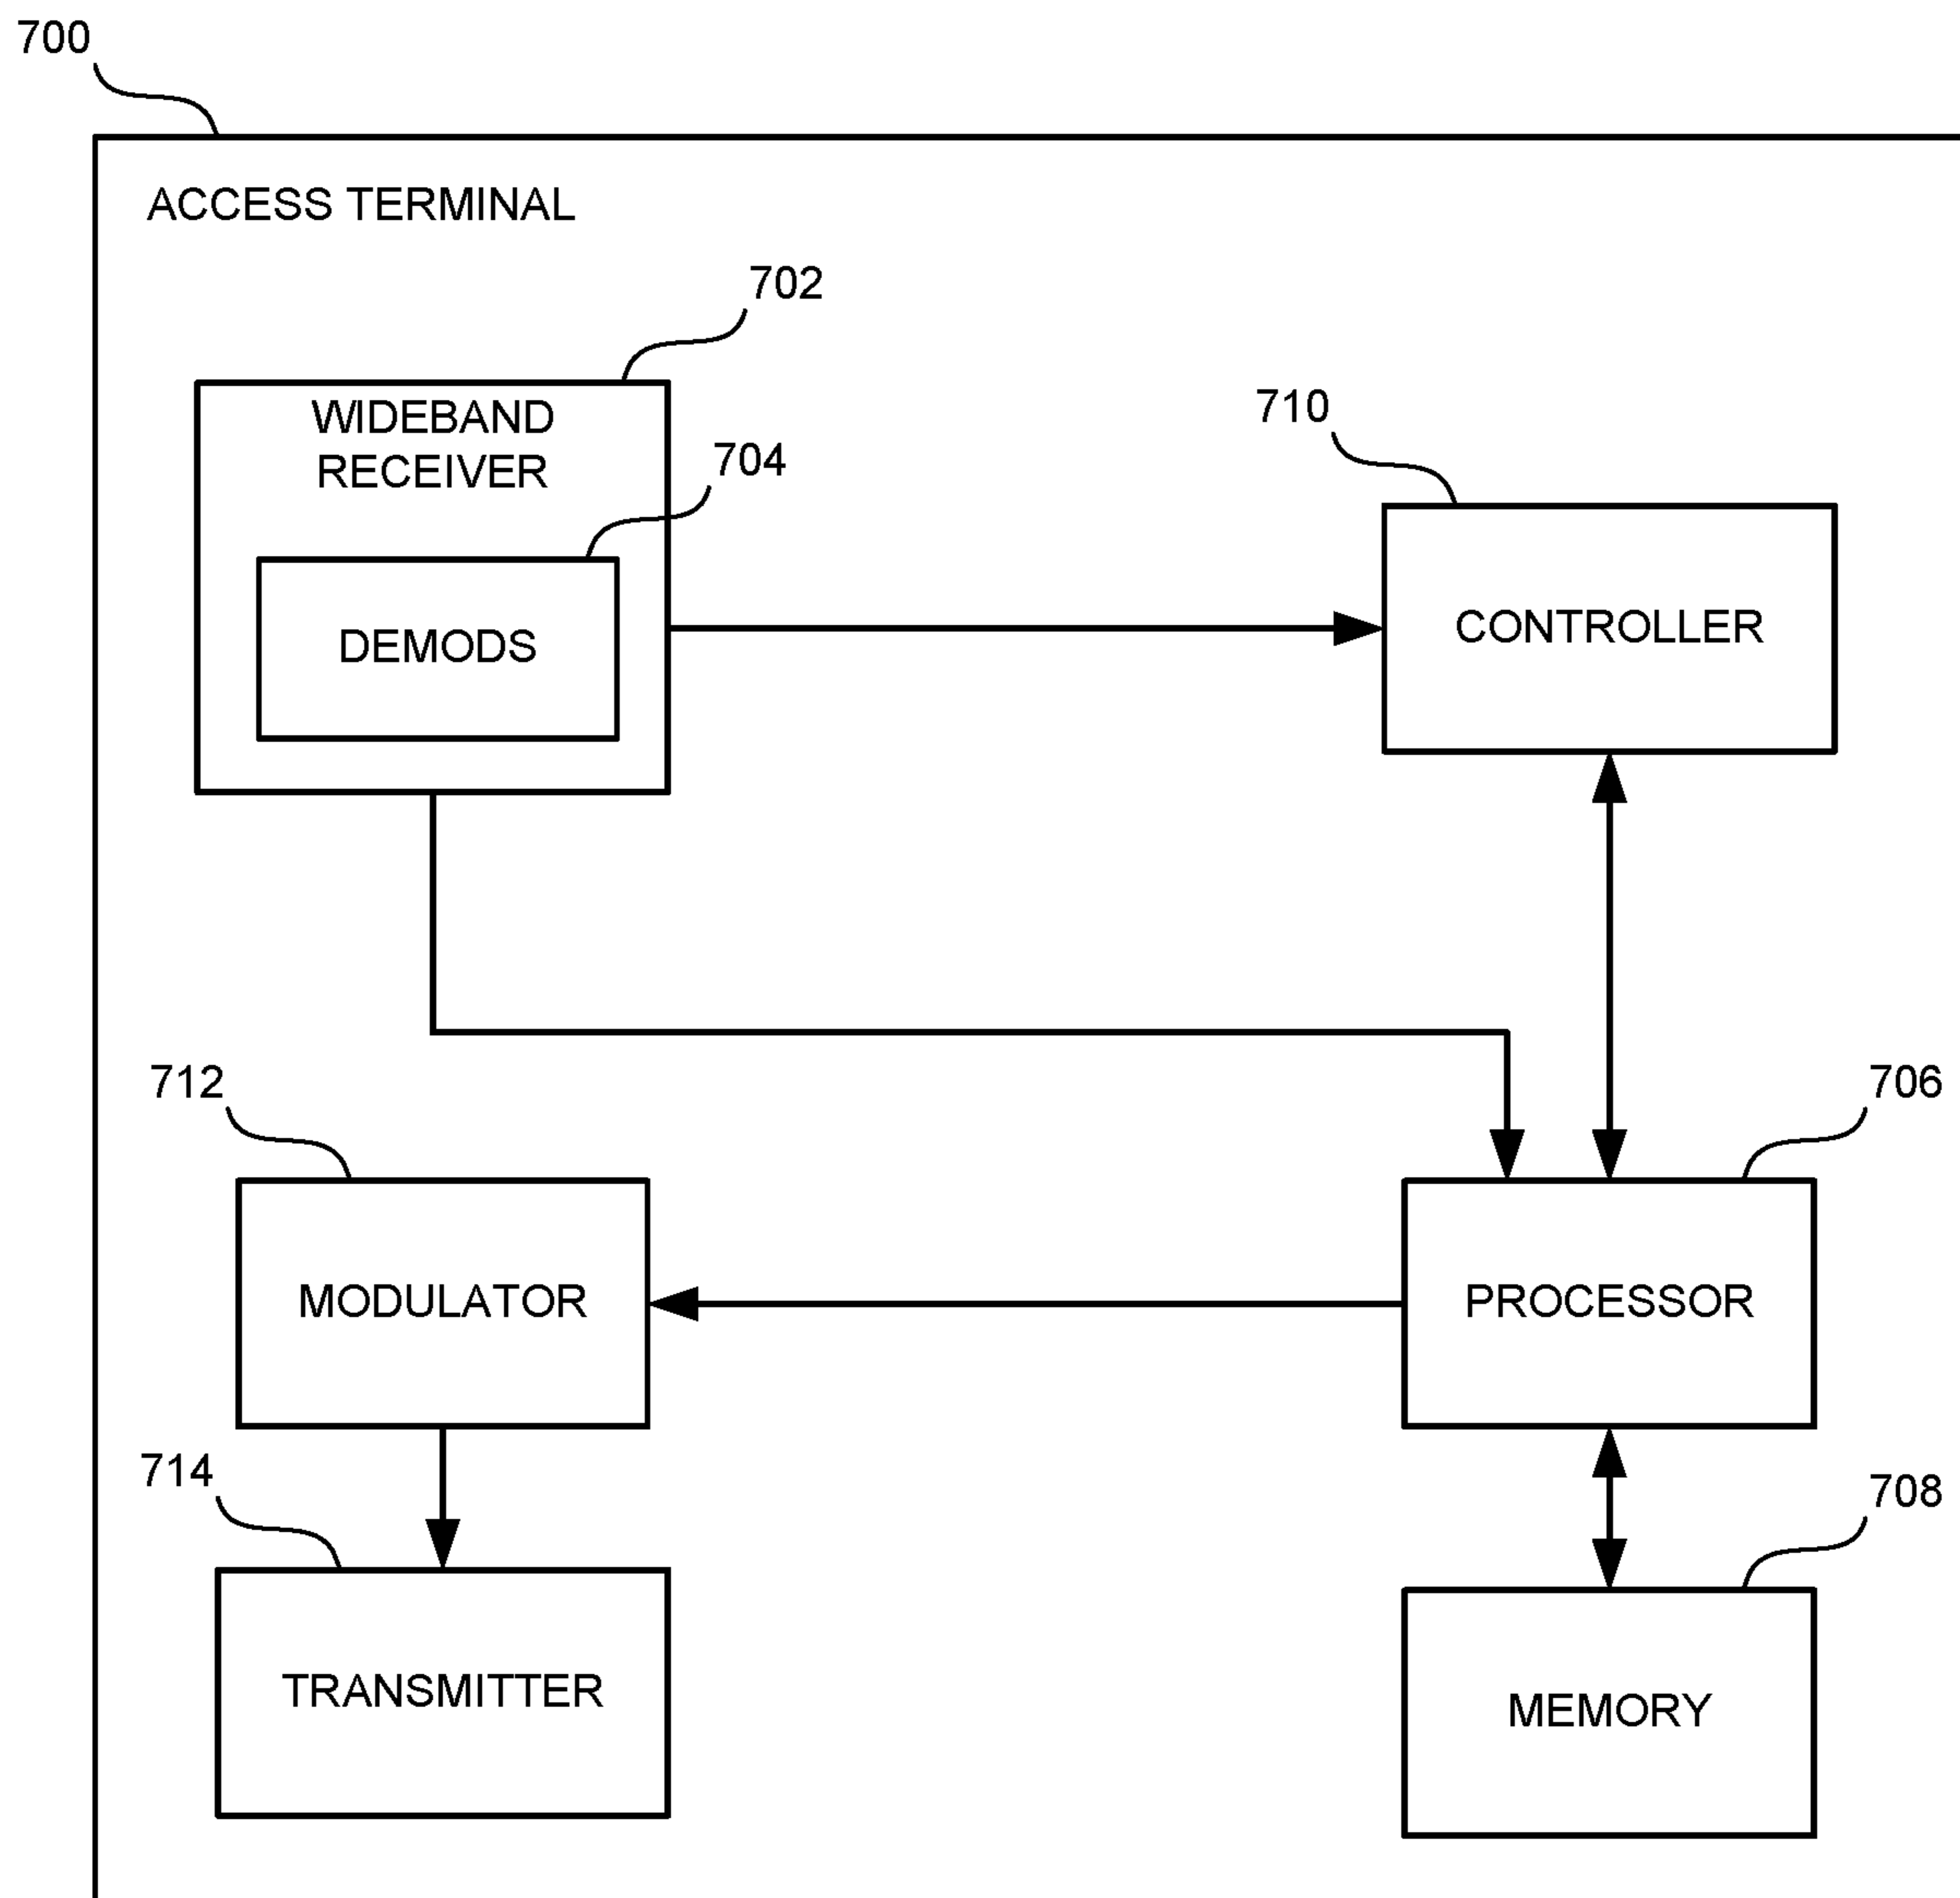 700
ACCESS TERMINAL
702
WIDEBAND
RECEIVER
704
DEMODS
710
CONTROLLER
712
MODULATOR
706
PROCESSOR
714
TRANSMITTER
708
MEMORY